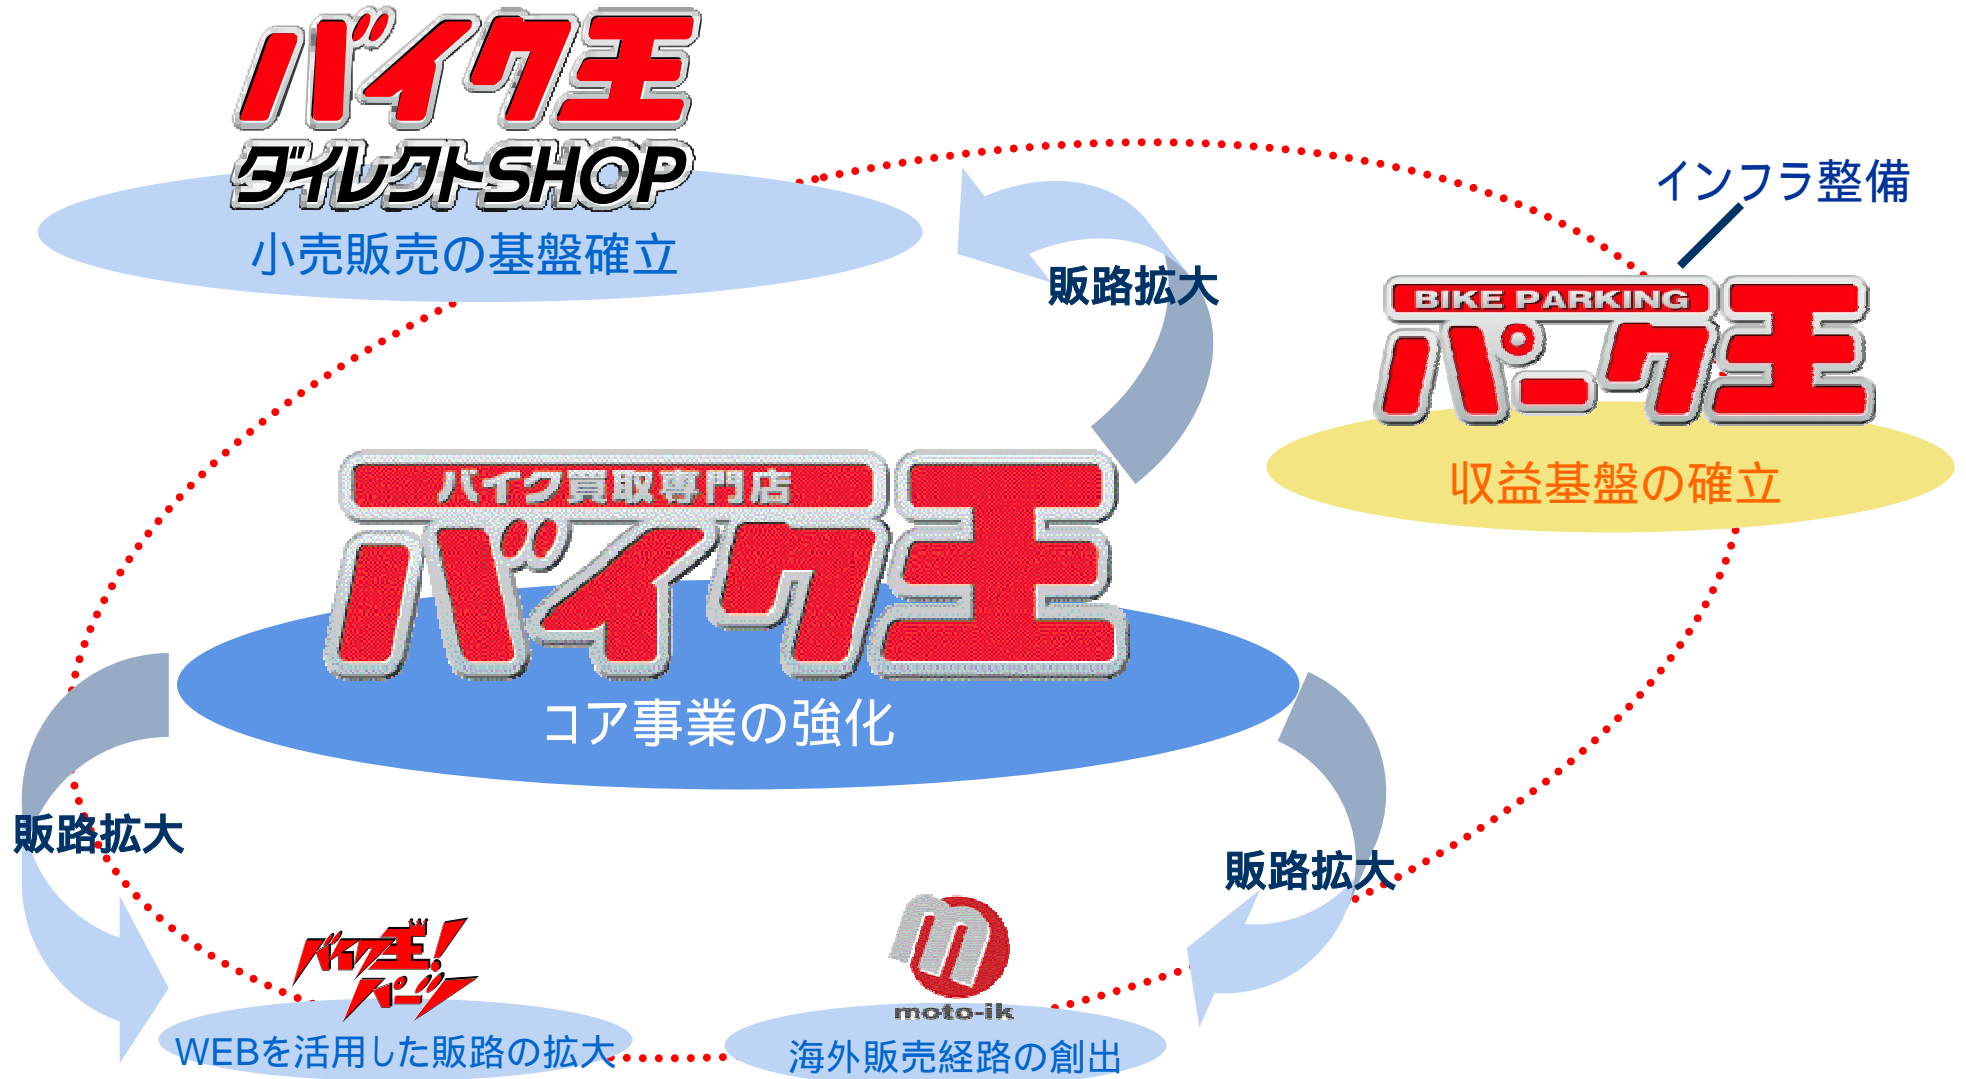 バイク王
ダイレクトSHOP
小売販売の基盤確立
インフラ整備
販路拡大
BIKE PARKING
パーク王
収益基盤の確立
バイク買取専門店
バイク王
コア事業の強化
販路拡大
販路拡大
バイク王!
パーツ
moto-ik
WEBを活用した販路の拡大
海外販売経路の創出